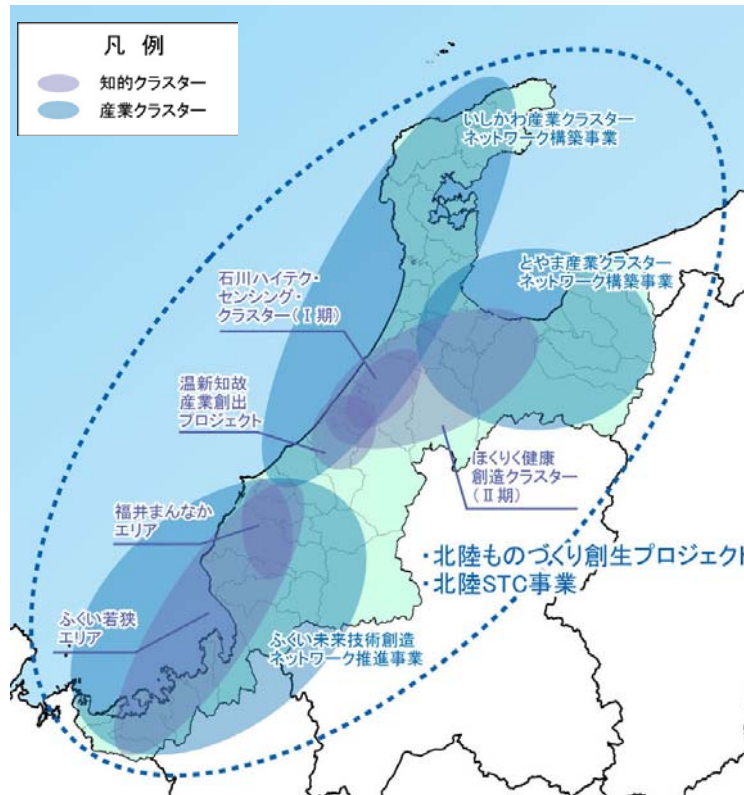 凡 例
知的クラスター
産業クラスター
いしかわ産業クラスター
ネットワーク構築事業
とやま産業クラスター
ネットワーク構築事業
石川ハイテク・
センシング・
クラスター(Ⅰ期)
温新知故
産業創出
プロジェクト
ほくりく健康
創造クラスター
(Ⅱ期)
福井まんなか
エリア
・北陸ものづくり創生プロジェクト
・北陸STC事業
ふくい若狭
エリア
ふくい未来技術創造
ネットワーク推進事業